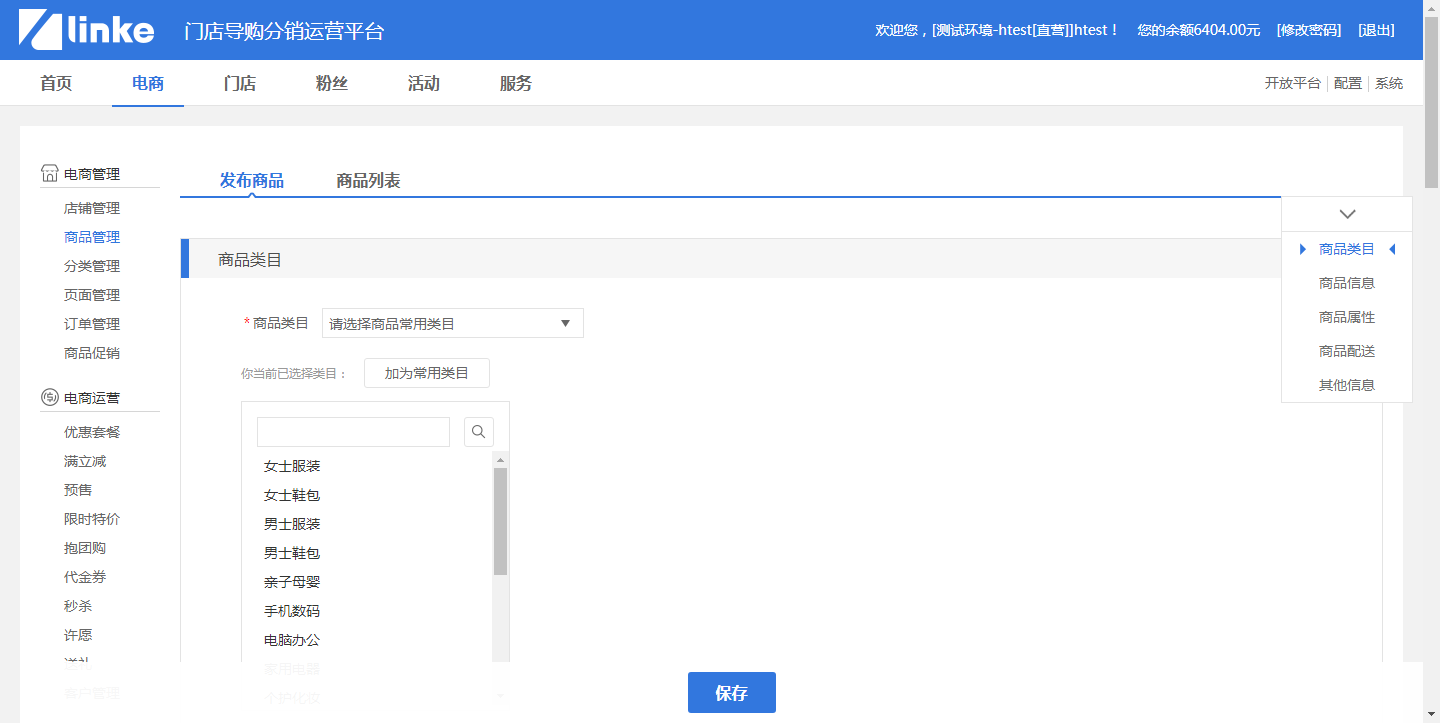 linke 门店导购分销运营平台
欢迎您，[测试环境-htest[直营]]htest！ 您的余额6404.00元 [修改密码] [退出]
首页 电商 门店 粉丝 活动 服务
开放平台 配置 系统
电商管理
店铺管理
商品管理
分类管理
页面管理
订单管理
商品促销
电商运营
优惠套餐
满立减
预售
限时特价
抱团购
代金券
秒杀
许愿
送礼
客户管理
发布商品 商品列表
商品类目
*商品类目 请选择商品常用类目
你当前已选择类目： 加为常用类目
女士服装
女士鞋包
男士服装
男士鞋包
亲子母婴
手机数码
电脑办公
家用电器
个护化妆
商品类目
商品信息
商品属性
商品配送
其他信息
保存